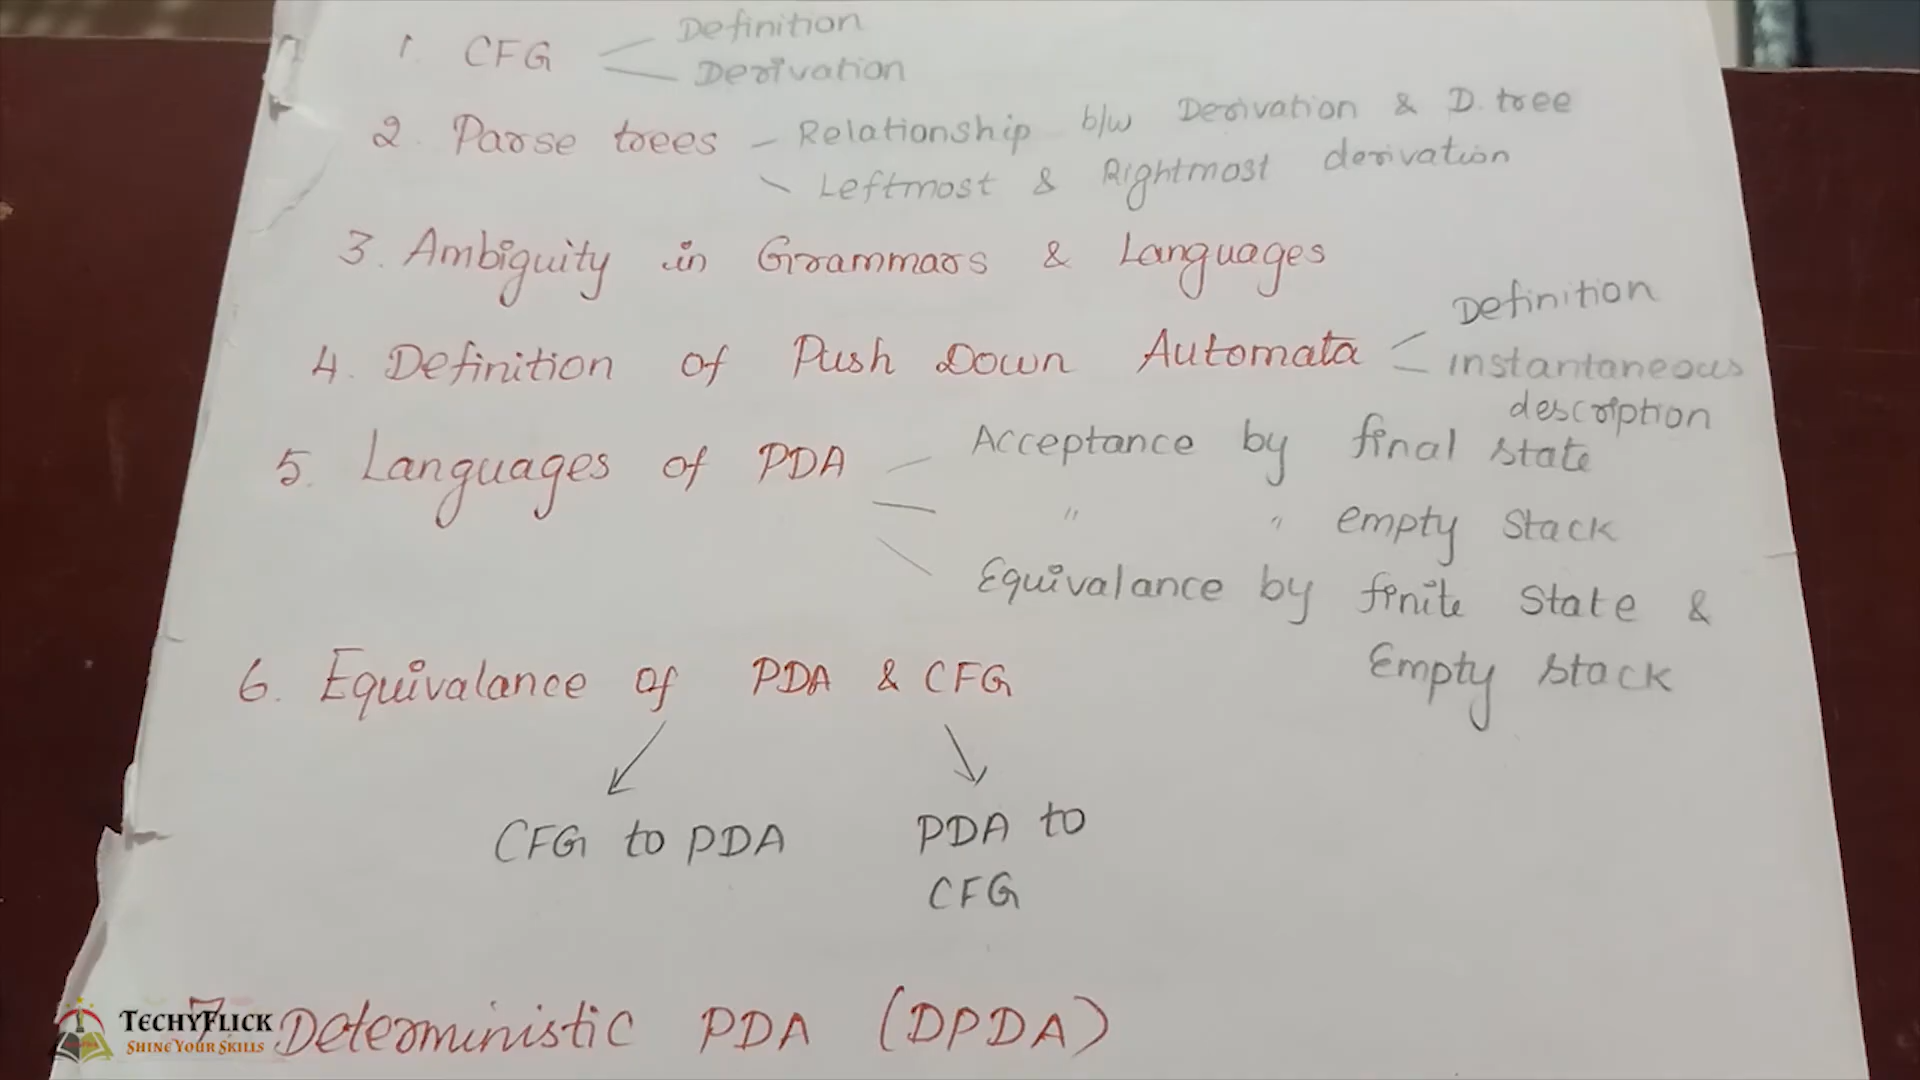 1. CFG Definition
Derivation
2. Parse trees - Relationship b/w Derivation & D. tree
Leftmost & Rightmost derivation
3. Ambiguity in Grammars & Languages
4. Definition of Push Down Automata Definition
instantaneous
description
5. Languages of PDA Acceptance by final state
" " empty Stack
Equivalance by finite State &
Empty stack
6. Equivalance of PDA & CFG
CFG to PDA
PDA to
CFG
7. Deterministic PDA (DPDA)
TECHYFLICK
SHINE YOUR SKILLS